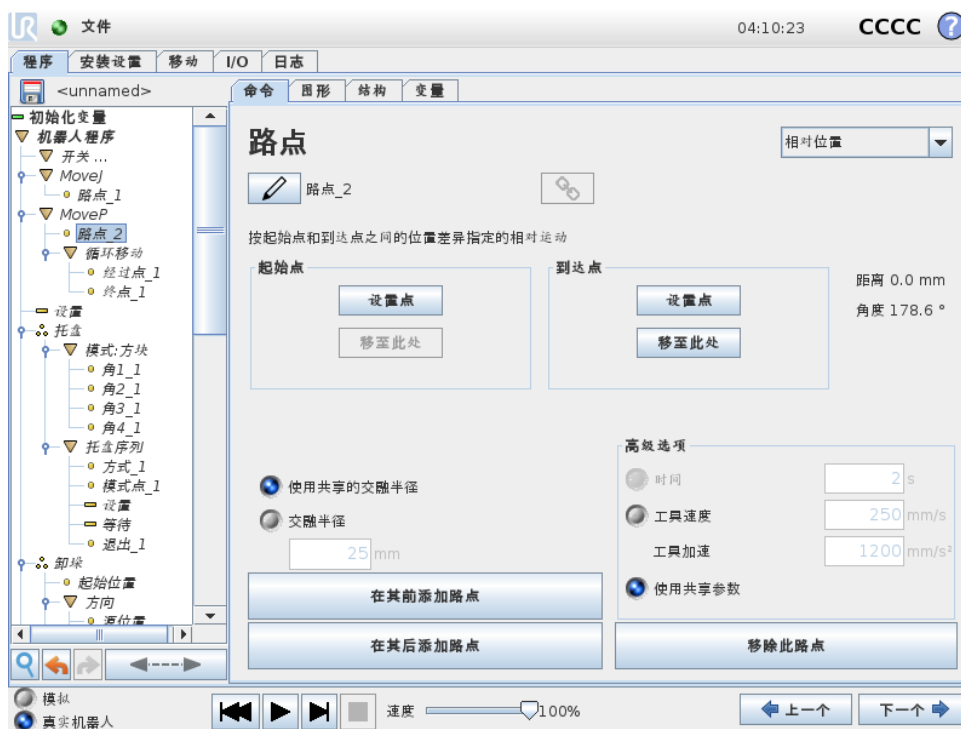 UR 文件 04:10:23 CCCC ?
程序 安装设置 移动 I/O 日志
<unnamed>
命令 图形 结构 变量
初始化变量
机器人程序
开关 ...
MoveJ
路点_1
MoveP
路点_2
循环移动
经过点_1
终点_1
设置
托盘
模式:方块
角1_1
角2_1
角3_1
角4_1
托盘序列
方式_1
模式点_1
设置
等待
退出_1
卸垛
起始位置
方向
源位置
路点
相对位置
路点_2
按起始点和到达点之间的位置差异指定的相对运动
起始点
设置点
移至此处
到达点
设置点
移至此处
距离 0.0 mm
角度 178.6 °
使用共享的交融半径
交融半径
25 mm
高级选项
时间 2 s
工具速度 250 mm/s
工具加速 1200 mm/s²
使用共享参数
在其前添加路点
在其后添加路点
移除此路点
模拟
真实机器人
速度 100%
上一个
下一个